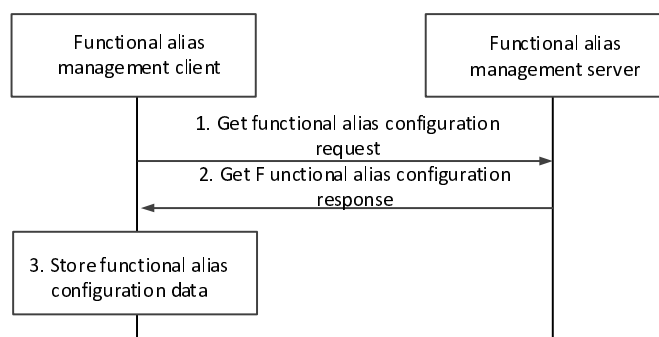 Functional alias
management client
Functional alias
management server
1. Get functional alias configuration
request
2. Get F unctional alias configuration
response
3. Store functional alias
configuration data